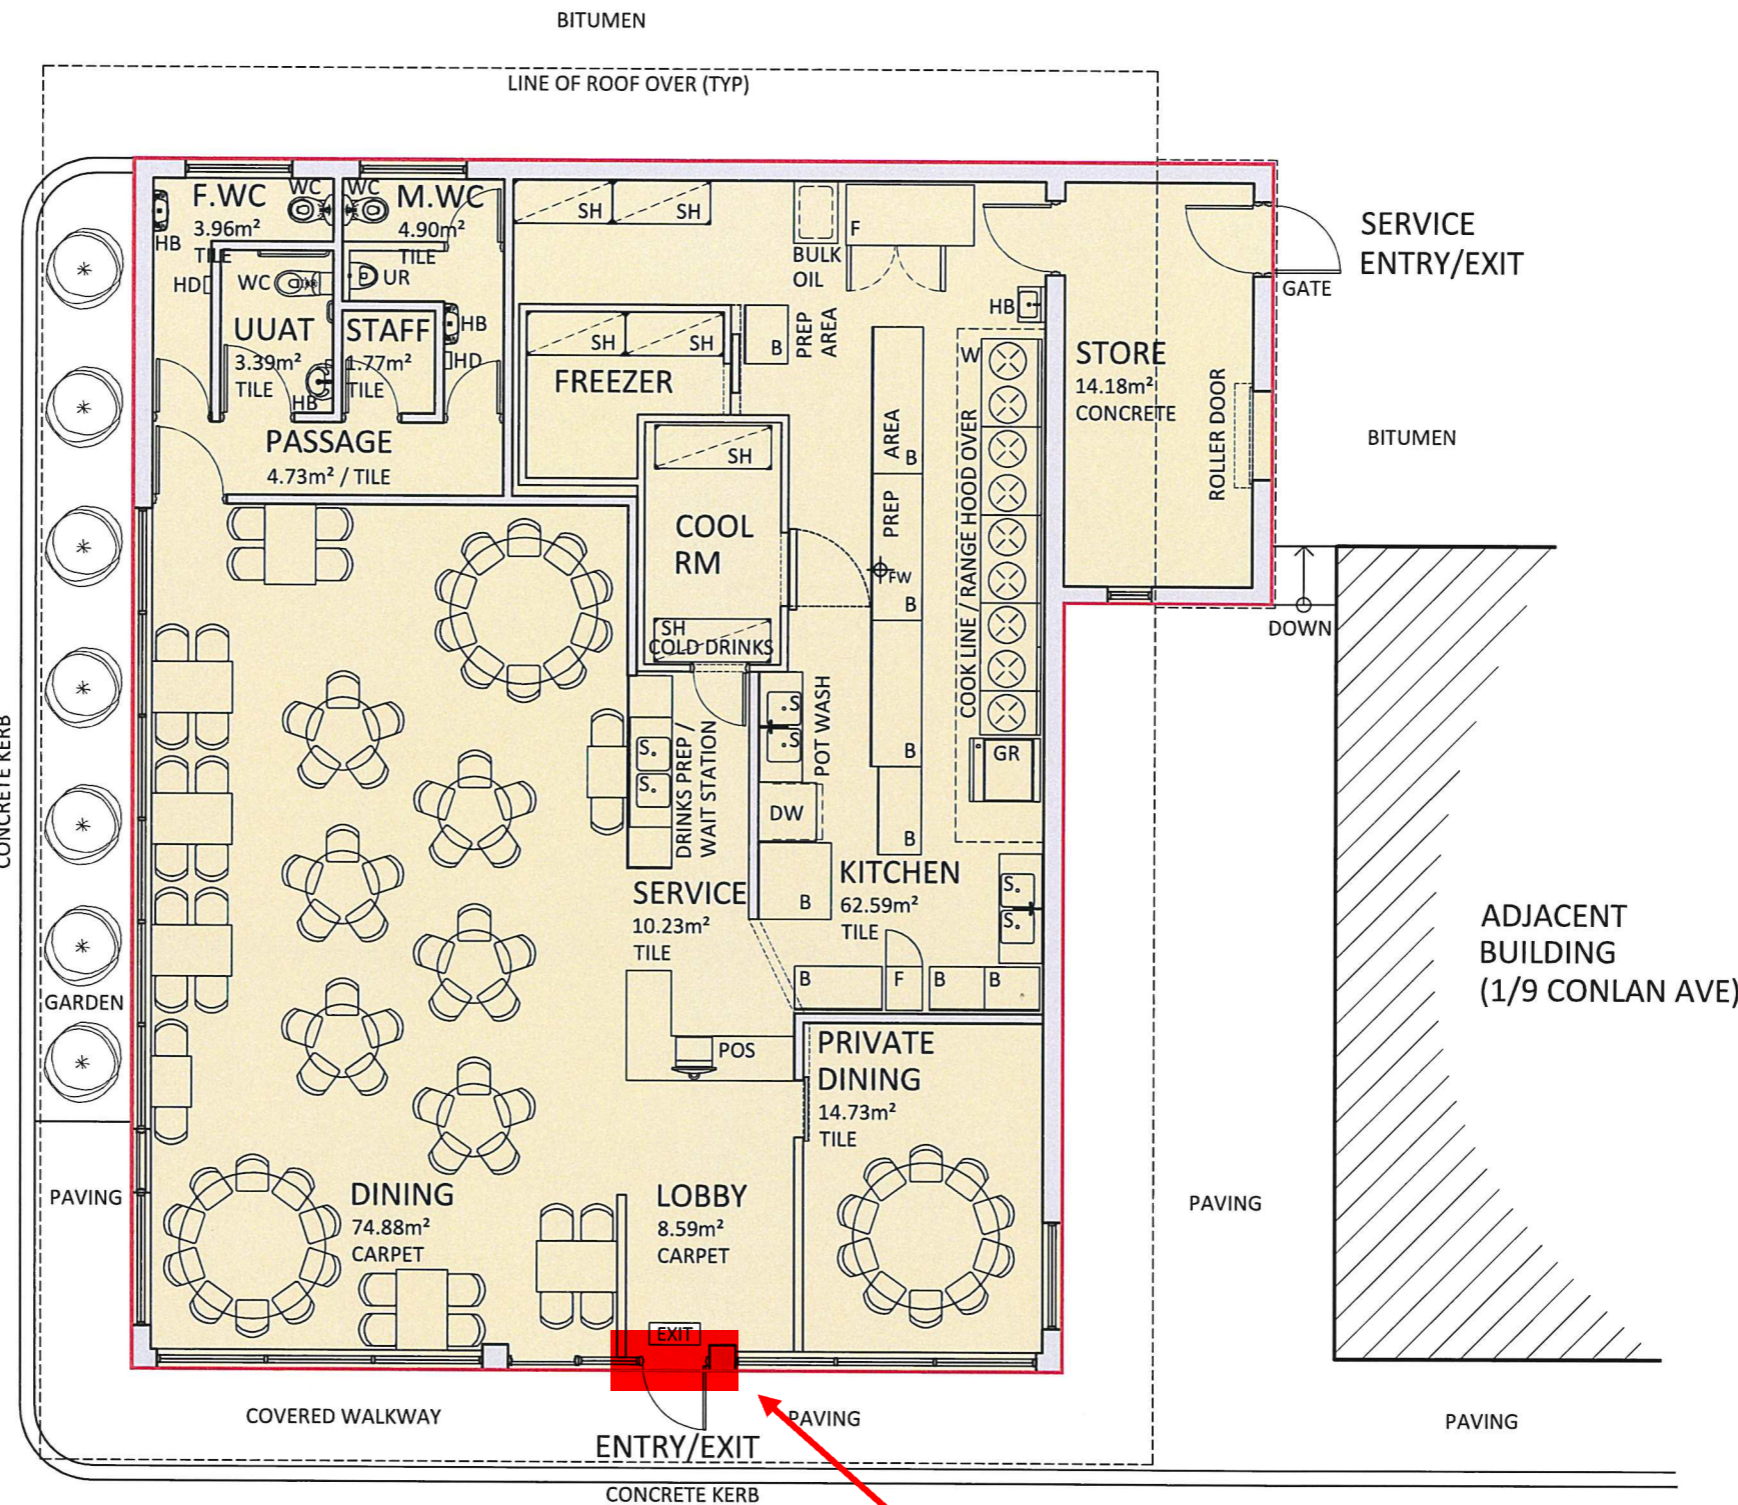 BITUMEN
LINE OF ROOF OVER (TYP)
F.WC
3.96m²
TILE
WC
HB
HD
WC
M.WC
4.90m²
TILE
UR
WC
UUAT
3.39m²
TILE
HB
STAFF
1.77m²
TILE
HB
HD
PASSAGE
4.73m² / TILE
SH
SH
BULK
OIL
F
HB
SERVICE
ENTRY/EXIT
GATE
SH
SH
FREEZER
B
PREP
AREA
W
STORE
14.18m²
CONCRETE
ROLLER DOOR
BITUMEN
SH
COOL
RM
SH
COLD DRINKS
AREA
B
PREP
FW
B
COOK LINE / RANGE HOOD OVER
DOWN
CONCRETE KERB
S.
S.
DRINKS PREP /
WAIT STATION
S.
S.
POT WASH
B
GR
DW
B
B
KITCHEN
62.59m²
TILE
S.
S.
SERVICE
10.23m²
TILE
B
F
B
B
ADJACENT
BUILDING
(1/9 CONLAN AVE)
GARDEN
POS
PRIVATE
DINING
14.73m²
TILE
PAVING
DINING
74.88m²
CARPET
LOBBY
8.59m²
CARPET
PAVING
EXIT
COVERED WALKWAY
PAVING
PAVING
ENTRY/EXIT
CONCRETE KERB